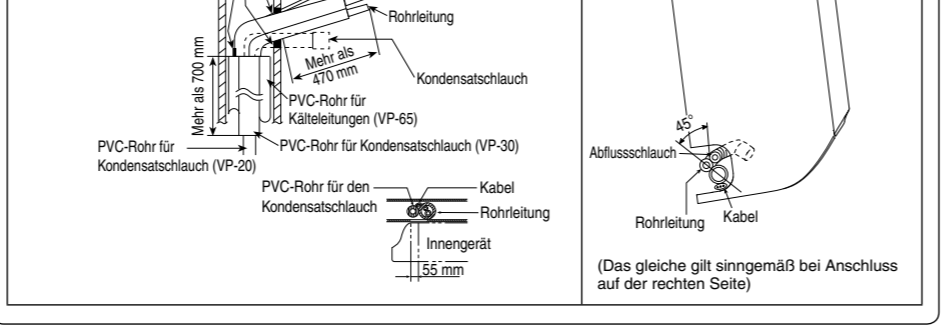 Rohrleitung
Mehr als
470 mm
Kondensatschlauch
Mehr als 700 mm
PVC-Rohr für
Kälteleitungen (VP-65)
PVC-Rohr für
Kondensatschlauch (VP-20)
PVC-Rohr für Kondensatschlauch (VP-30)
PVC-Rohr für den
Kondensatschlauch
Kabel
Rohrleitung
Innengerät
55 mm
45°
Abflussschlauch
Rohrleitung
Kabel
(Das gleiche gilt sinngemäß bei Anschluss
auf der rechten Seite)